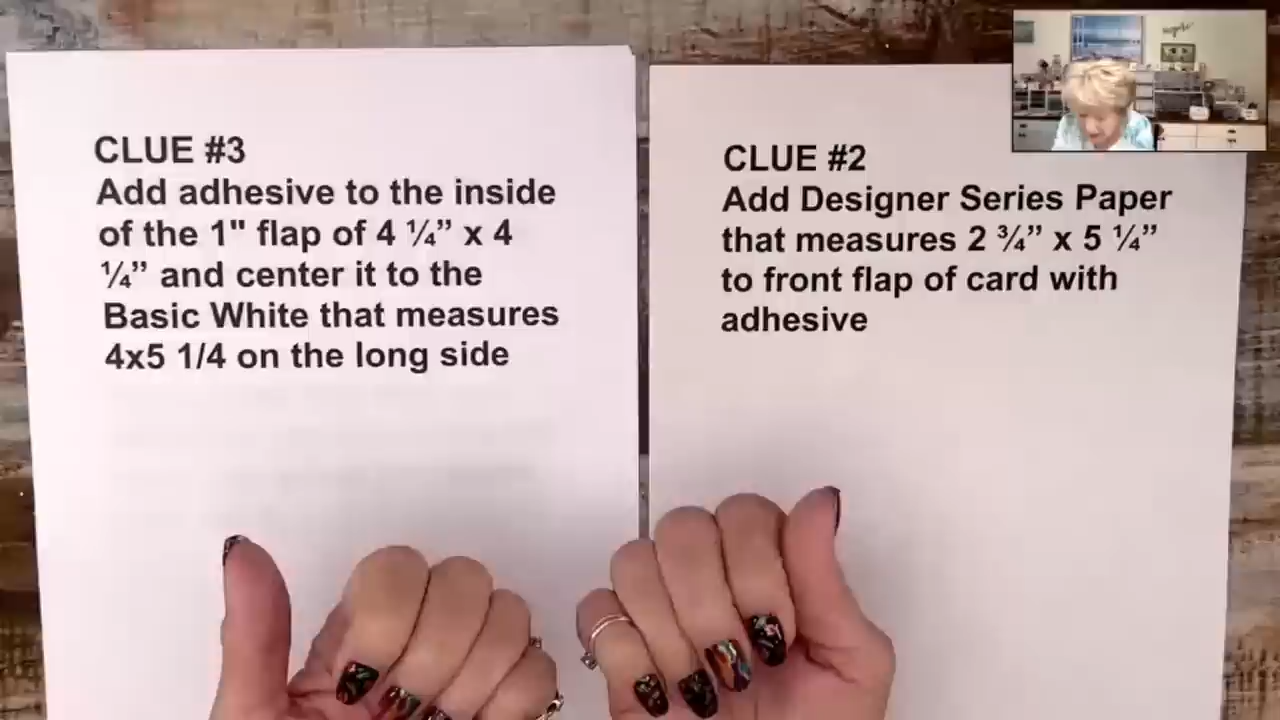 CLUE #3
Add adhesive to the inside
of the 1" flap of 4 ¼” x 4
¼” and center it to the
Basic White that measures
4x5 1/4 on the long side
CLUE #2
Add Designer Series Paper
that measures 2 ¾” x 5 ¼”
to front flap of card with
adhesive